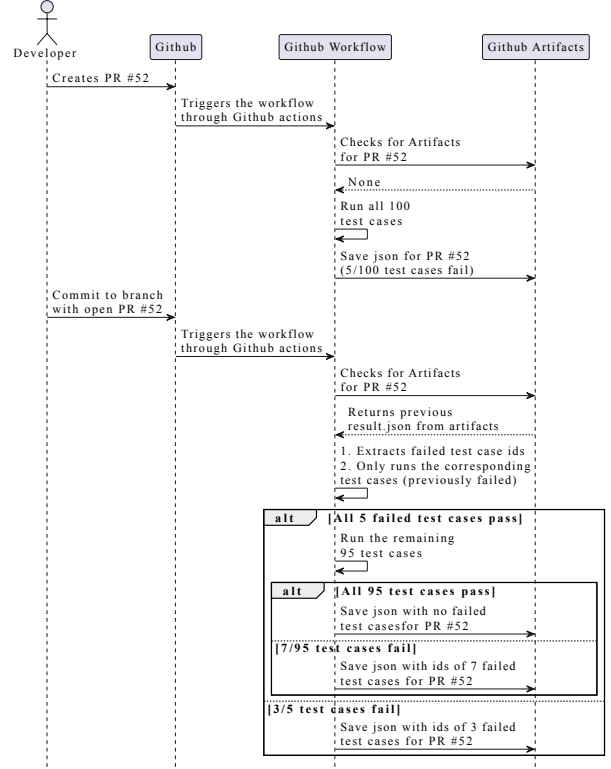 Developer
Github
Github Workflow
Github Artifacts
Creates PR #52
Triggers the workflow
through Github actions
Checks for Artifacts
for PR #52
None
Run all 100
test cases
Save json for PR #52
(5/100 test cases fail)
Commit to branch
with open PR #52
Triggers the workflow
through Github actions
Checks for Artifacts
for PR #52
Returns previous
result.json from artifacts
1. Extracts failed test case ids
2. Only runs the corresponding
test cases (previously failed)
alt [All 5 failed test cases pass]
Run the remaining
95 test cases
alt [All 95 test cases pass]
Save json with no failed
test casesfor PR #52
[7/95 test cases fail]
Save json with ids of 7 failed
test cases for PR #52
[3/5 test cases fail]
Save json with ids of 3 failed
test cases for PR #52